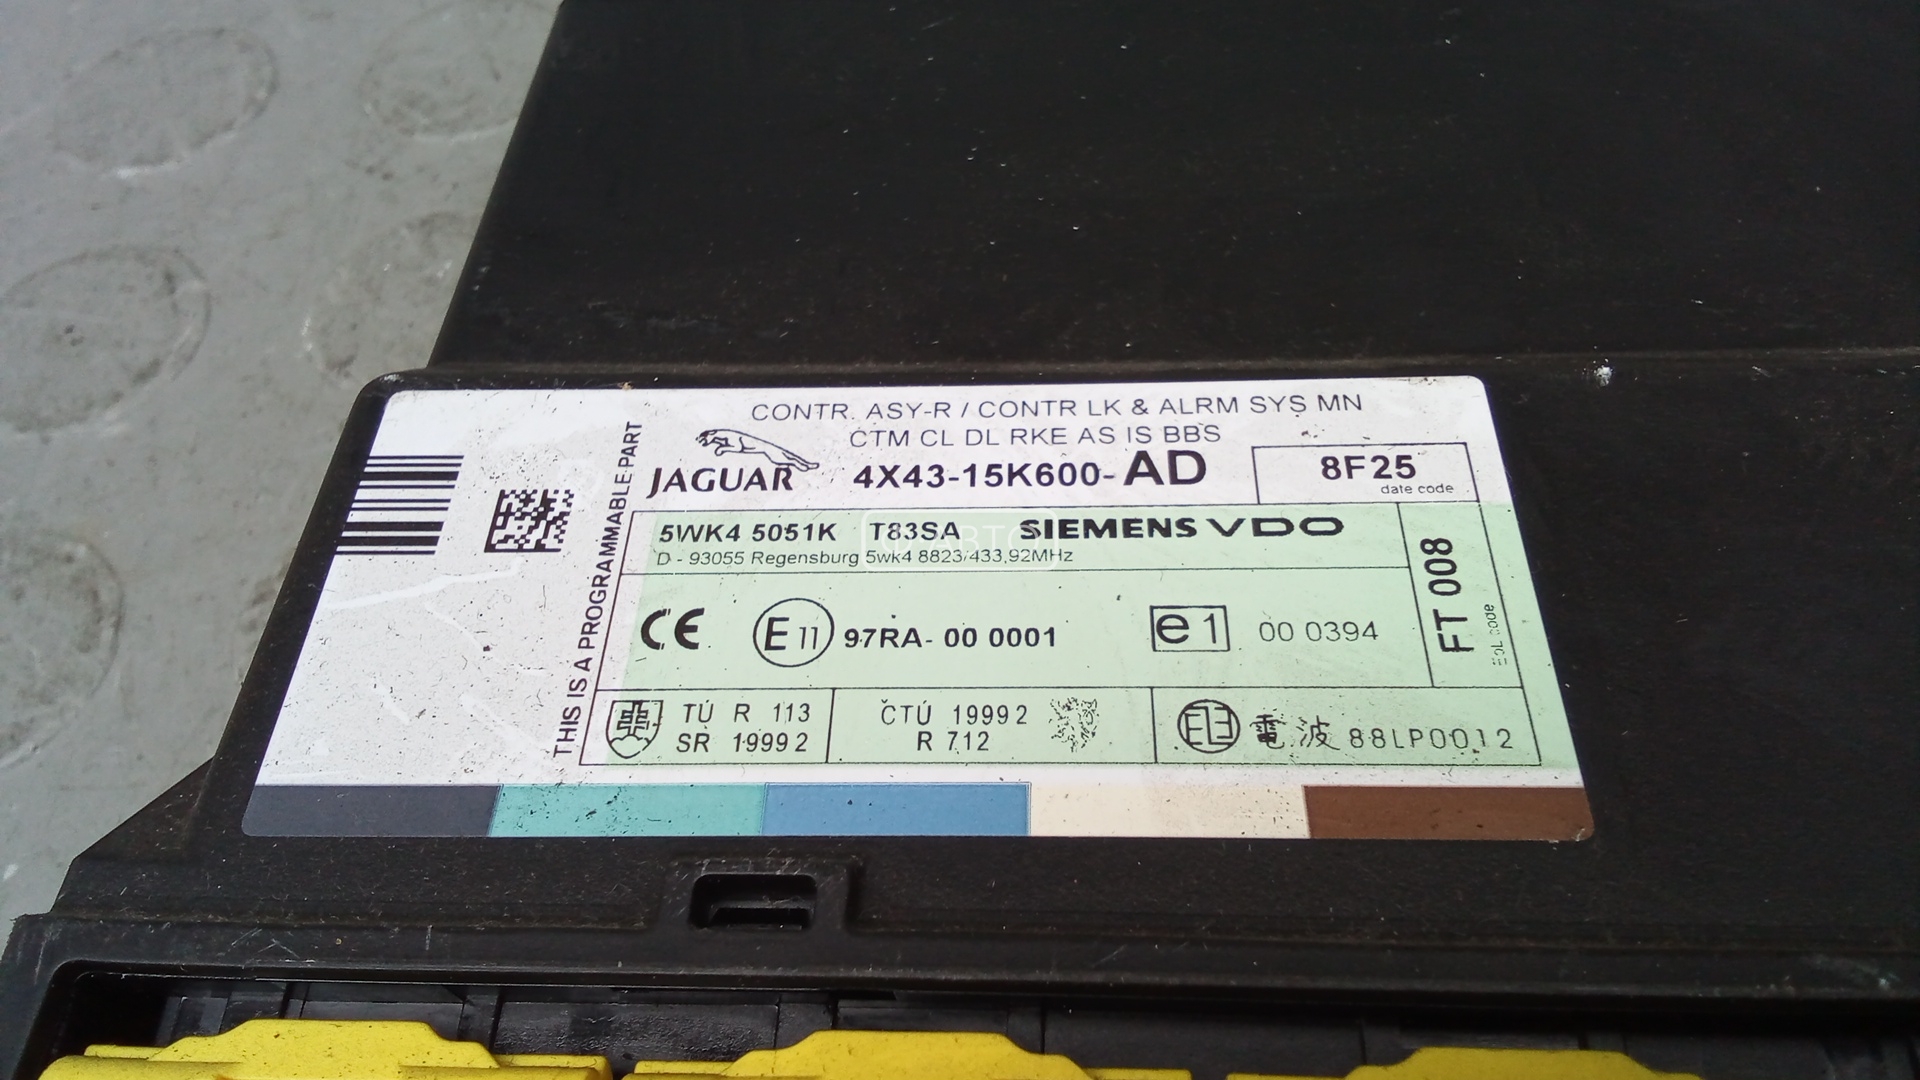 CONTR. ASY-R / CONTR LK & ALRM SYS MN
CTM CL DL RKE AS IS BBS
JAGUAR 4X43-15K600-AD
8F25
date code
THIS IS A PROGRAMMABLE PART
5WK4 5051K T83SA SIEMENS VDO
D - 93055 Regensburg 5wk4 8823/433,92MHz
FT 008
EOL code
CE E11 97RA- 00 0001 e1 00 0394
TÚ R 113
SR 1999 2
ČTÚ 1999 2
R 712
電波 88LP0012